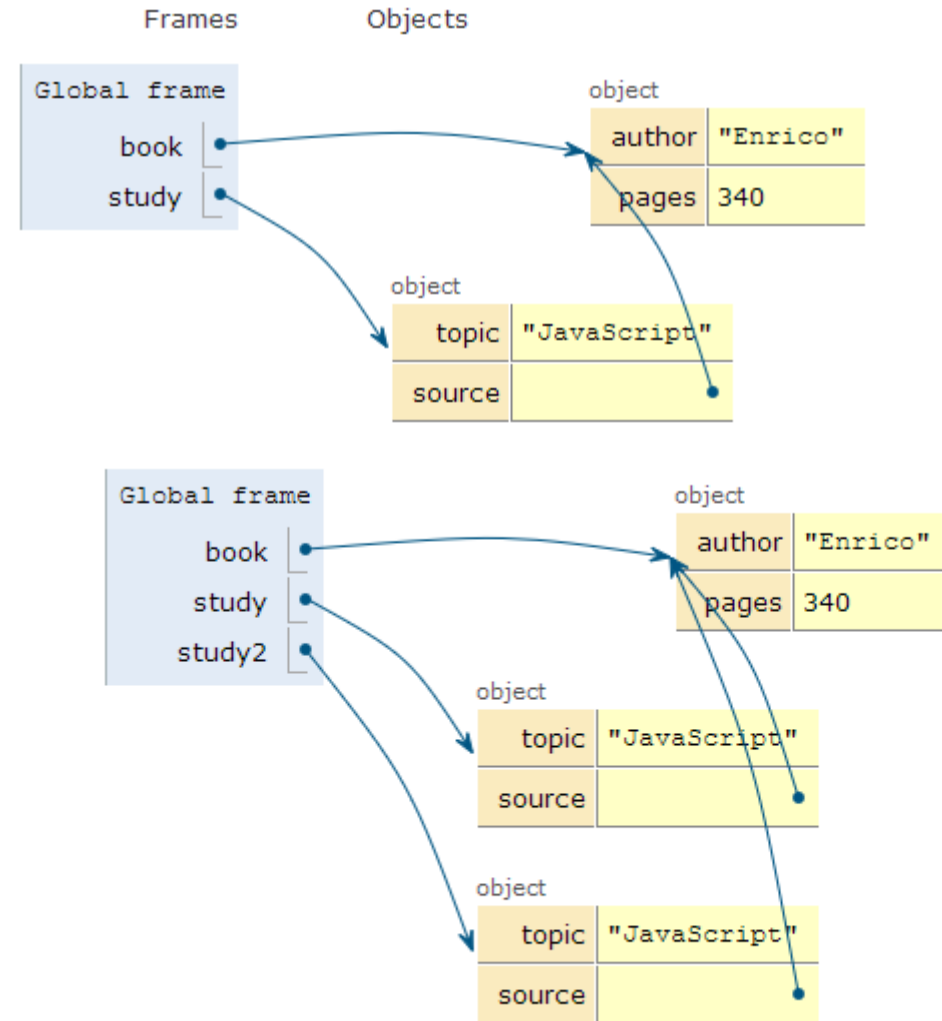 Frames Objects
Global frame
object
book
author "Enrico"
study
pages 340
object
topic "JavaScript"
source
Global frame
object
book
author "Enrico"
study
pages 340
study2
object
topic "JavaScript"
source
object
topic "JavaScript"
source